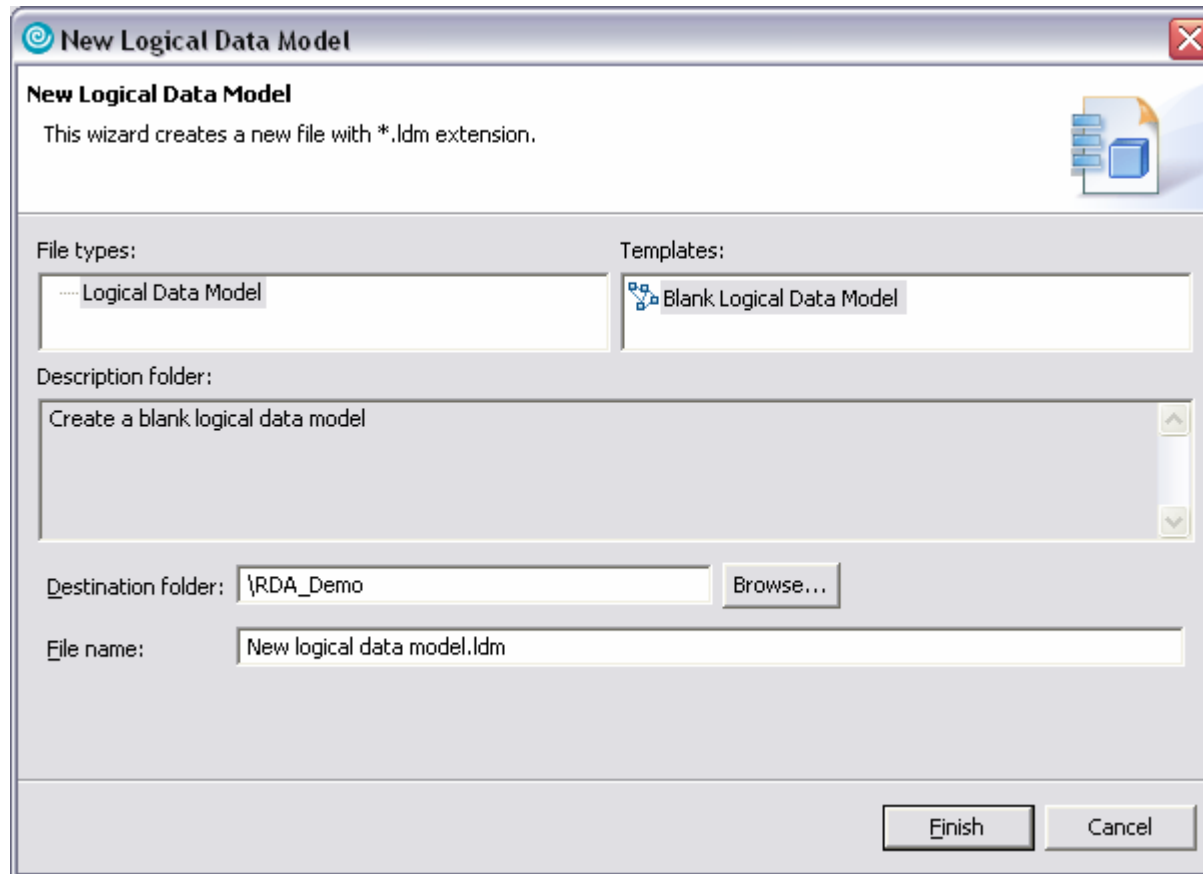 New Logical Data Model
New Logical Data Model
This wizard creates a new file with *.ldm extension.
File types:
Templates:
Logical Data Model
Blank Logical Data Model
Description folder:
Create a blank logical data model
Destination folder: \RDA_Demo Browse...
File name: New logical data model.ldm
Finish Cancel